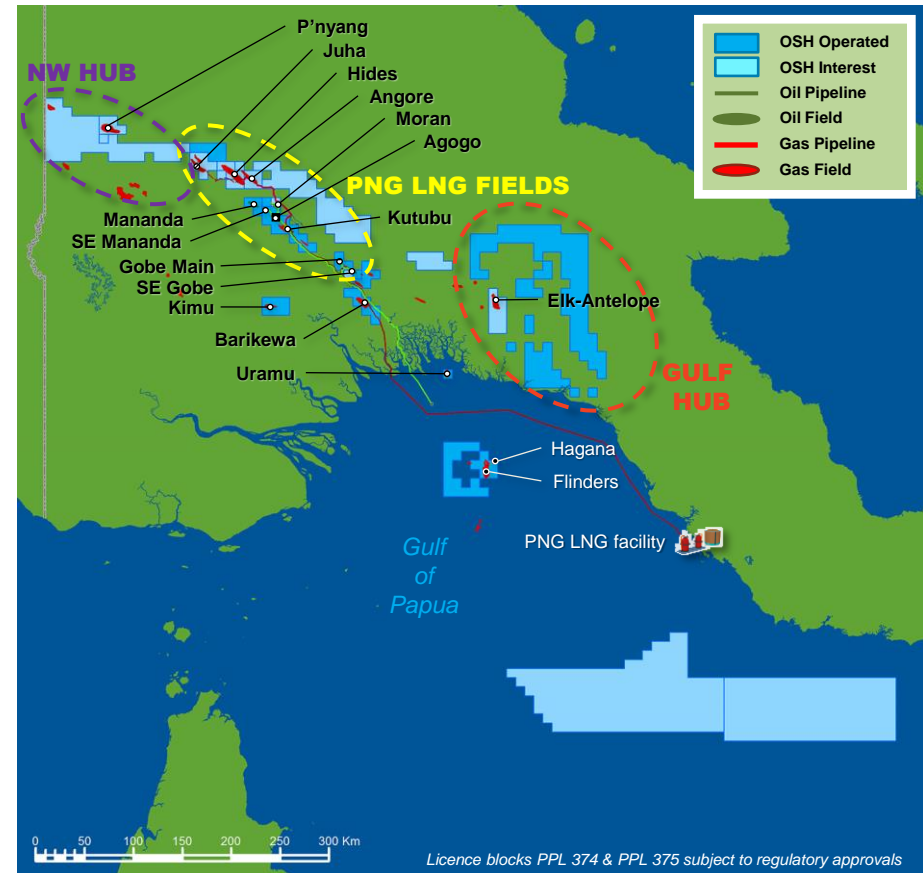 P'nyang
Juha
Hides
Angore
Moran
Agogo
NW HUB
PNG LNG FIELDS
Mananda
SE Mananda
Kutubu
Gobe Main
SE Gobe
Kimu
Barikewa
Uramu
Elk-Antelope
GULF
HUB
Hagana
Flinders
PNG LNG facility
Gulf
of
Papua
OSH Operated
OSH Interest
Oil Pipeline
Oil Field
Gas Pipeline
Gas Field
0 50 100 150 200 250 300 Km
Licence blocks PPL 374 & PPL 375 subject to regulatory approvals